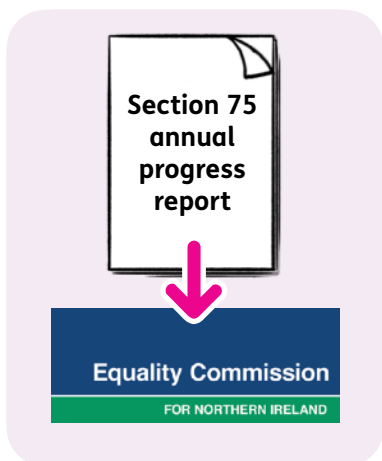 Section 75
annual
progress
report
Equality Commission
FOR NORTHERN IRELAND